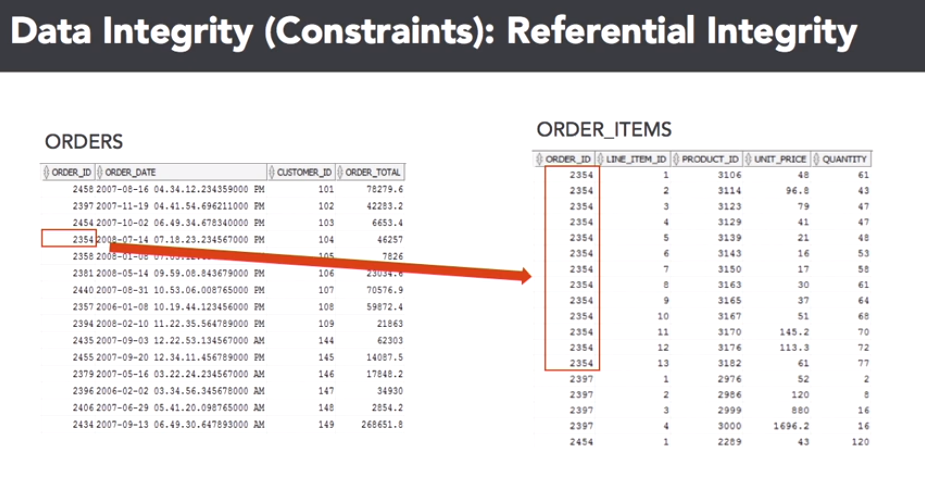 Data Integrity (Constraints): Referential Integrity
ORDERS
ORDER_ID ORDER_DATE CUSTOMER_ID ORDER_TOTAL
2458 2007-08-16 04.34.12.234359000 PM 101 78279.6
2397 2007-11-19 04.41.54.696211000 PM 102 42283.2
2454 2007-10-02 06.49.34.678340000 PM 103 6653.4
2354 2008-07-14 07.18.23.234567000 PM 104 46257
2358 2008-01-08 PM 105 7826
2381 2008-05-14 09.59.08.843679000 PM 106 23034.6
2440 2007-08-31 10.53.06.008765000 PM 107 70576.9
2357 2006-01-08 10.19.44.123456000 PM 108 59872.4
2394 2008-02-10 11.22.35.564789000 PM 109 21863
2435 2007-09-03 12.22.53.134567000 AM 144 62303
2455 2007-09-20 12.34.11.456789000 PM 145 14087.5
2379 2007-05-16 03.22.24.234567000 AM 146 17848.2
2396 2006-02-02 03.34.56.345678000 AM 147 34930
2406 2007-06-29 05.41.20.098765000 AM 148 2854.2
2434 2007-09-13 06.49.30.647893000 AM 149 268651.8
ORDER_ITEMS
ORDER_ID LINE_ITEM_ID PRODUCT_ID UNIT_PRICE QUANTITY
2354 1 3106 48 61
2354 2 3114 96.8 43
2354 3 3123 79 47
2354 4 3129 41 47
2354 5 3139 21 48
2354 6 3143 16 53
2354 7 3150 17 58
2354 8 3163 30 61
2354 9 3165 37 64
2354 10 3167 51 68
2354 11 3170 145.2 70
2354 12 3176 113.3 72
2354 13 3182 61 77
2397 1 2976 52 2
2397 2 2986 120 8
2397 3 2999 880 16
2397 4 3000 1696.2 16
2454 1 2289 43 120